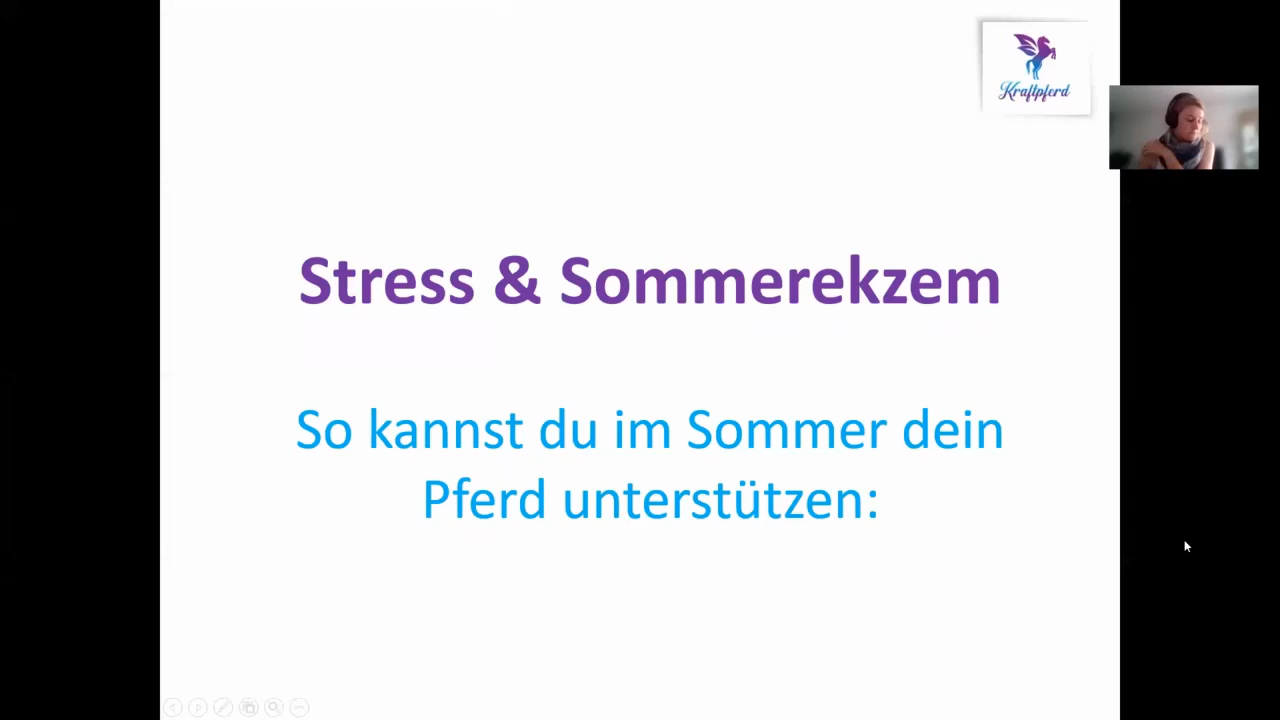 Kraftpferd
Stress & Sommerekzem
So kannst du im Sommer dein
Pferd unterstützen: